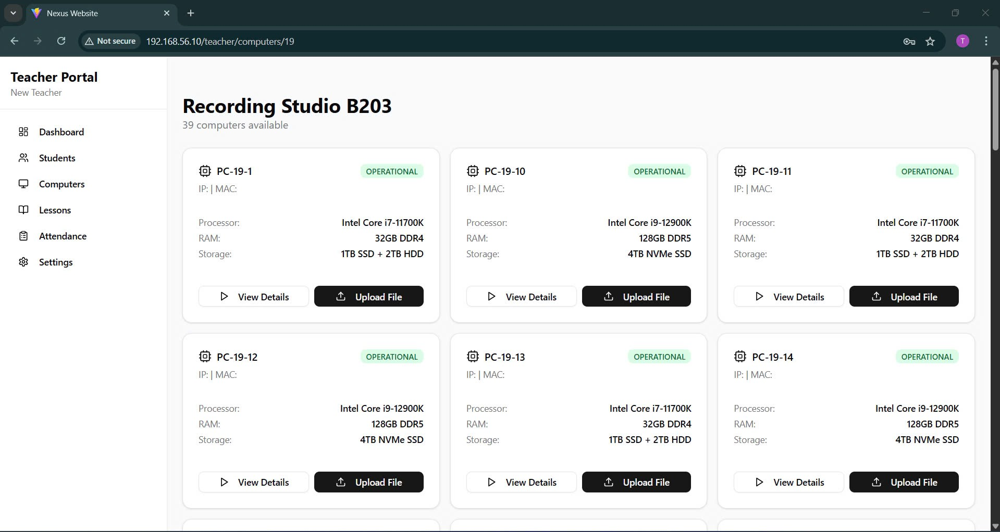 Nexus Website
Not secure 192.168.56.10/teacher/computers/19
T
Teacher Portal
New Teacher
Dashboard
Students
Computers
Lessons
Attendance
Settings
Recording Studio B203
39 computers available
PC-19-1 OPERATIONAL
IP: | MAC:
Processor: Intel Core i7-11700K
RAM: 32GB DDR4
Storage: 1TB SSD + 2TB HDD
View Details Upload File
PC-19-10 OPERATIONAL
IP: | MAC:
Processor: Intel Core i9-12900K
RAM: 128GB DDR5
Storage: 4TB NVMe SSD
View Details Upload File
PC-19-11 OPERATIONAL
IP: | MAC:
Processor: Intel Core i7-11700K
RAM: 32GB DDR4
Storage: 1TB SSD + 2TB HDD
View Details Upload File
PC-19-12 OPERATIONAL
IP: | MAC:
Processor: Intel Core i9-12900K
RAM: 128GB DDR5
Storage: 4TB NVMe SSD
View Details Upload File
PC-19-13 OPERATIONAL
IP: | MAC:
Processor: Intel Core i7-11700K
RAM: 32GB DDR4
Storage: 1TB SSD + 2TB HDD
View Details Upload File
PC-19-14 OPERATIONAL
IP: | MAC:
Processor: Intel Core i9-12900K
RAM: 128GB DDR5
Storage: 4TB NVMe SSD
View Details Upload File